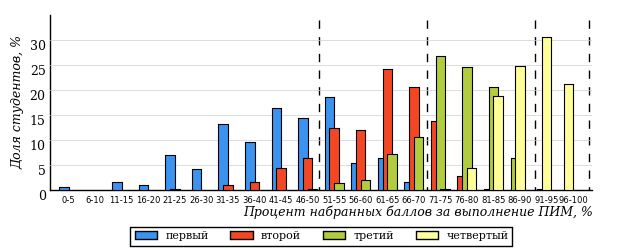 Доля студентов, %
30
25
20
15
10
5
0
0-5 6-10 11-15 16-20 21-25 26-30 31-35 36-40 41-45 46-50 51-55 56-60 61-65 66-70 71-75 76-80 81-85 86-90 91-95 96-100
Процент набранных баллов за выполнение ПИМ, %
первый второй третий четвертый